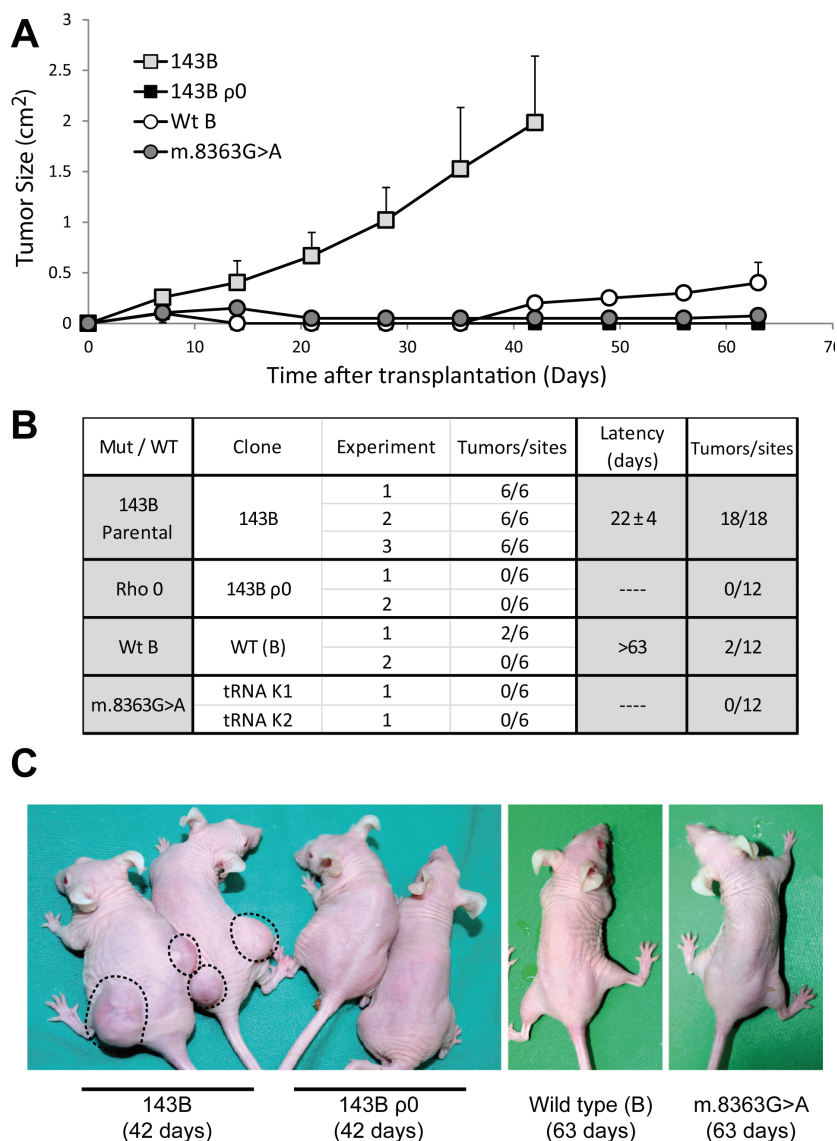 A
Tumor Size (cm²)
3
2.5
2
1.5
1
0.5
0
143B
143B ρ0
Wt B
m.8363G>A
0 10 20 30 40 50 60 70
Time after transplantation (Days)
B
Mut / WT Clone Experiment Tumors/sites Latency (days) Tumors/sites
143B Parental 143B 1 6/6 22 ± 4 18/18
2 6/6
3 6/6
Rho 0 143B ρ0 1 0/6 ---- 0/12
2 0/6
Wt B WT (B) 1 2/6 >63 2/12
2 0/6
m.8363G>A tRNA K1 1 0/6 ---- 0/12
tRNA K2 1 0/6
C
143B
(42 days)
143B ρ0
(42 days)
Wild type (B)
(63 days)
m.8363G>A
(63 days)